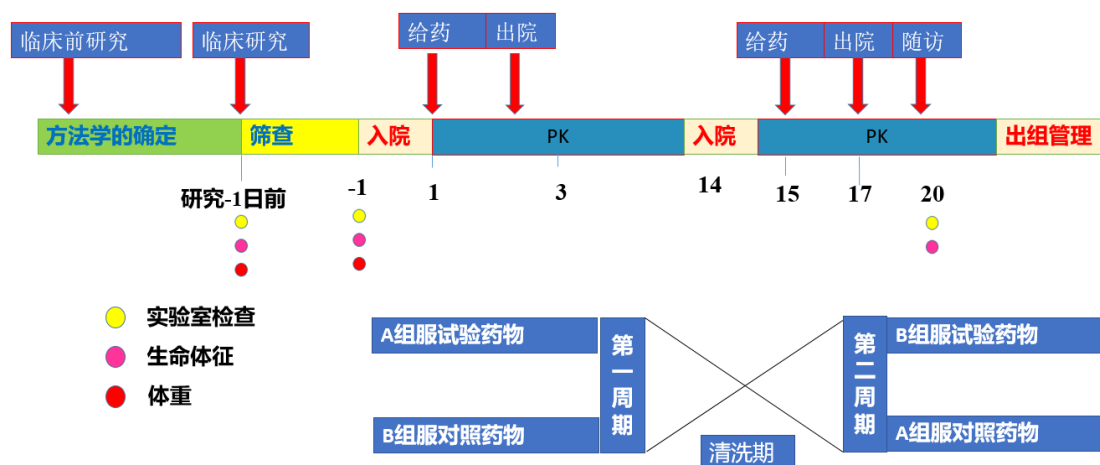 临床前研究
临床研究
给药
出院
给药
出院
随访
方法学的确定
筛查
入院
PK
入院
PK
出组管理
研究-1日前
-1
1
3
14
15
17
20
实验室检查
生命体征
体重
A组服试验药物
B组服对照药物
第一周期
清洗期
第二周期
B组服试验药物
A组服对照药物